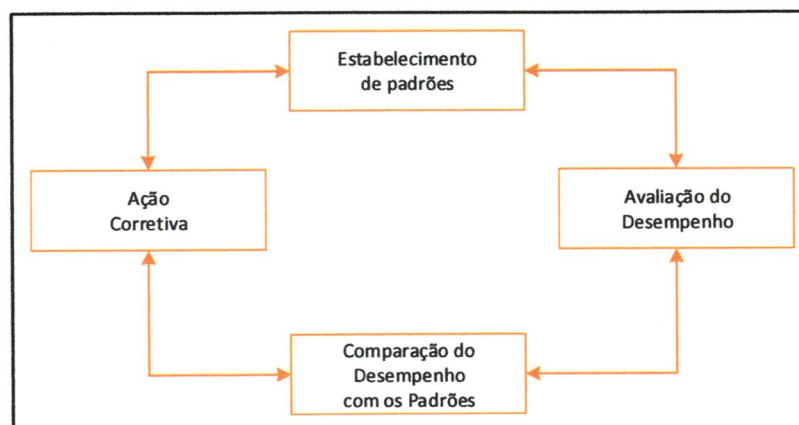 Estabelecimento
de padrões
Ação
Corretiva
Avaliação do
Desempenho
Comparação do
Desempenho
com os Padrões